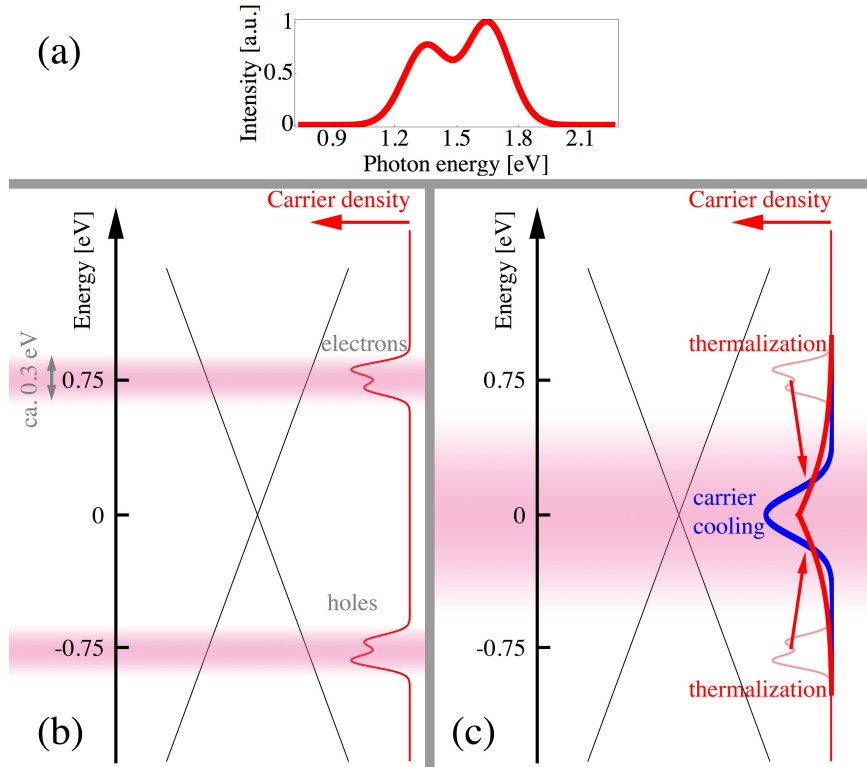 (a)
Intensity [a.u.]
1
0.5
0
0.9 1.2 1.5 1.8 2.1
Photon energy [eV]
Carrier density
Energy [eV]
electrons
ca. 0.3 eV
0.75
0
holes
-0.75
(b)
Carrier density
Energy [eV]
thermalization
0.75
carrier
cooling
0
-0.75
thermalization
(c)